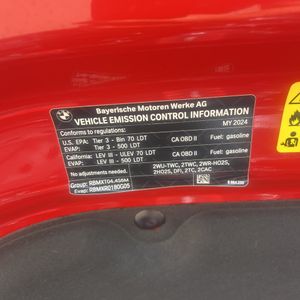 Bayerische Motoren Werke AG
VEHICLE EMISSION CONTROL INFORMATION
Conforms to regulations: MY 2024
U.S. EPA: Tier 3 - Bin 70 LDT CA OBD II Fuel: gasoline
Evap: Tier 3 - 500 LDT
California: LEV III - ULEV 70 LDT CA OBD II Fuel: gasoline
Evap: LEV III - 500 LDT
No adjustments needed. 2WU-TWC, 2TWC, 2WR-HO2S,
2HO2S, DFI, 2TC, 2CAC
Group: RBMXT04.4S6M
Evap: RBMXR0180G05